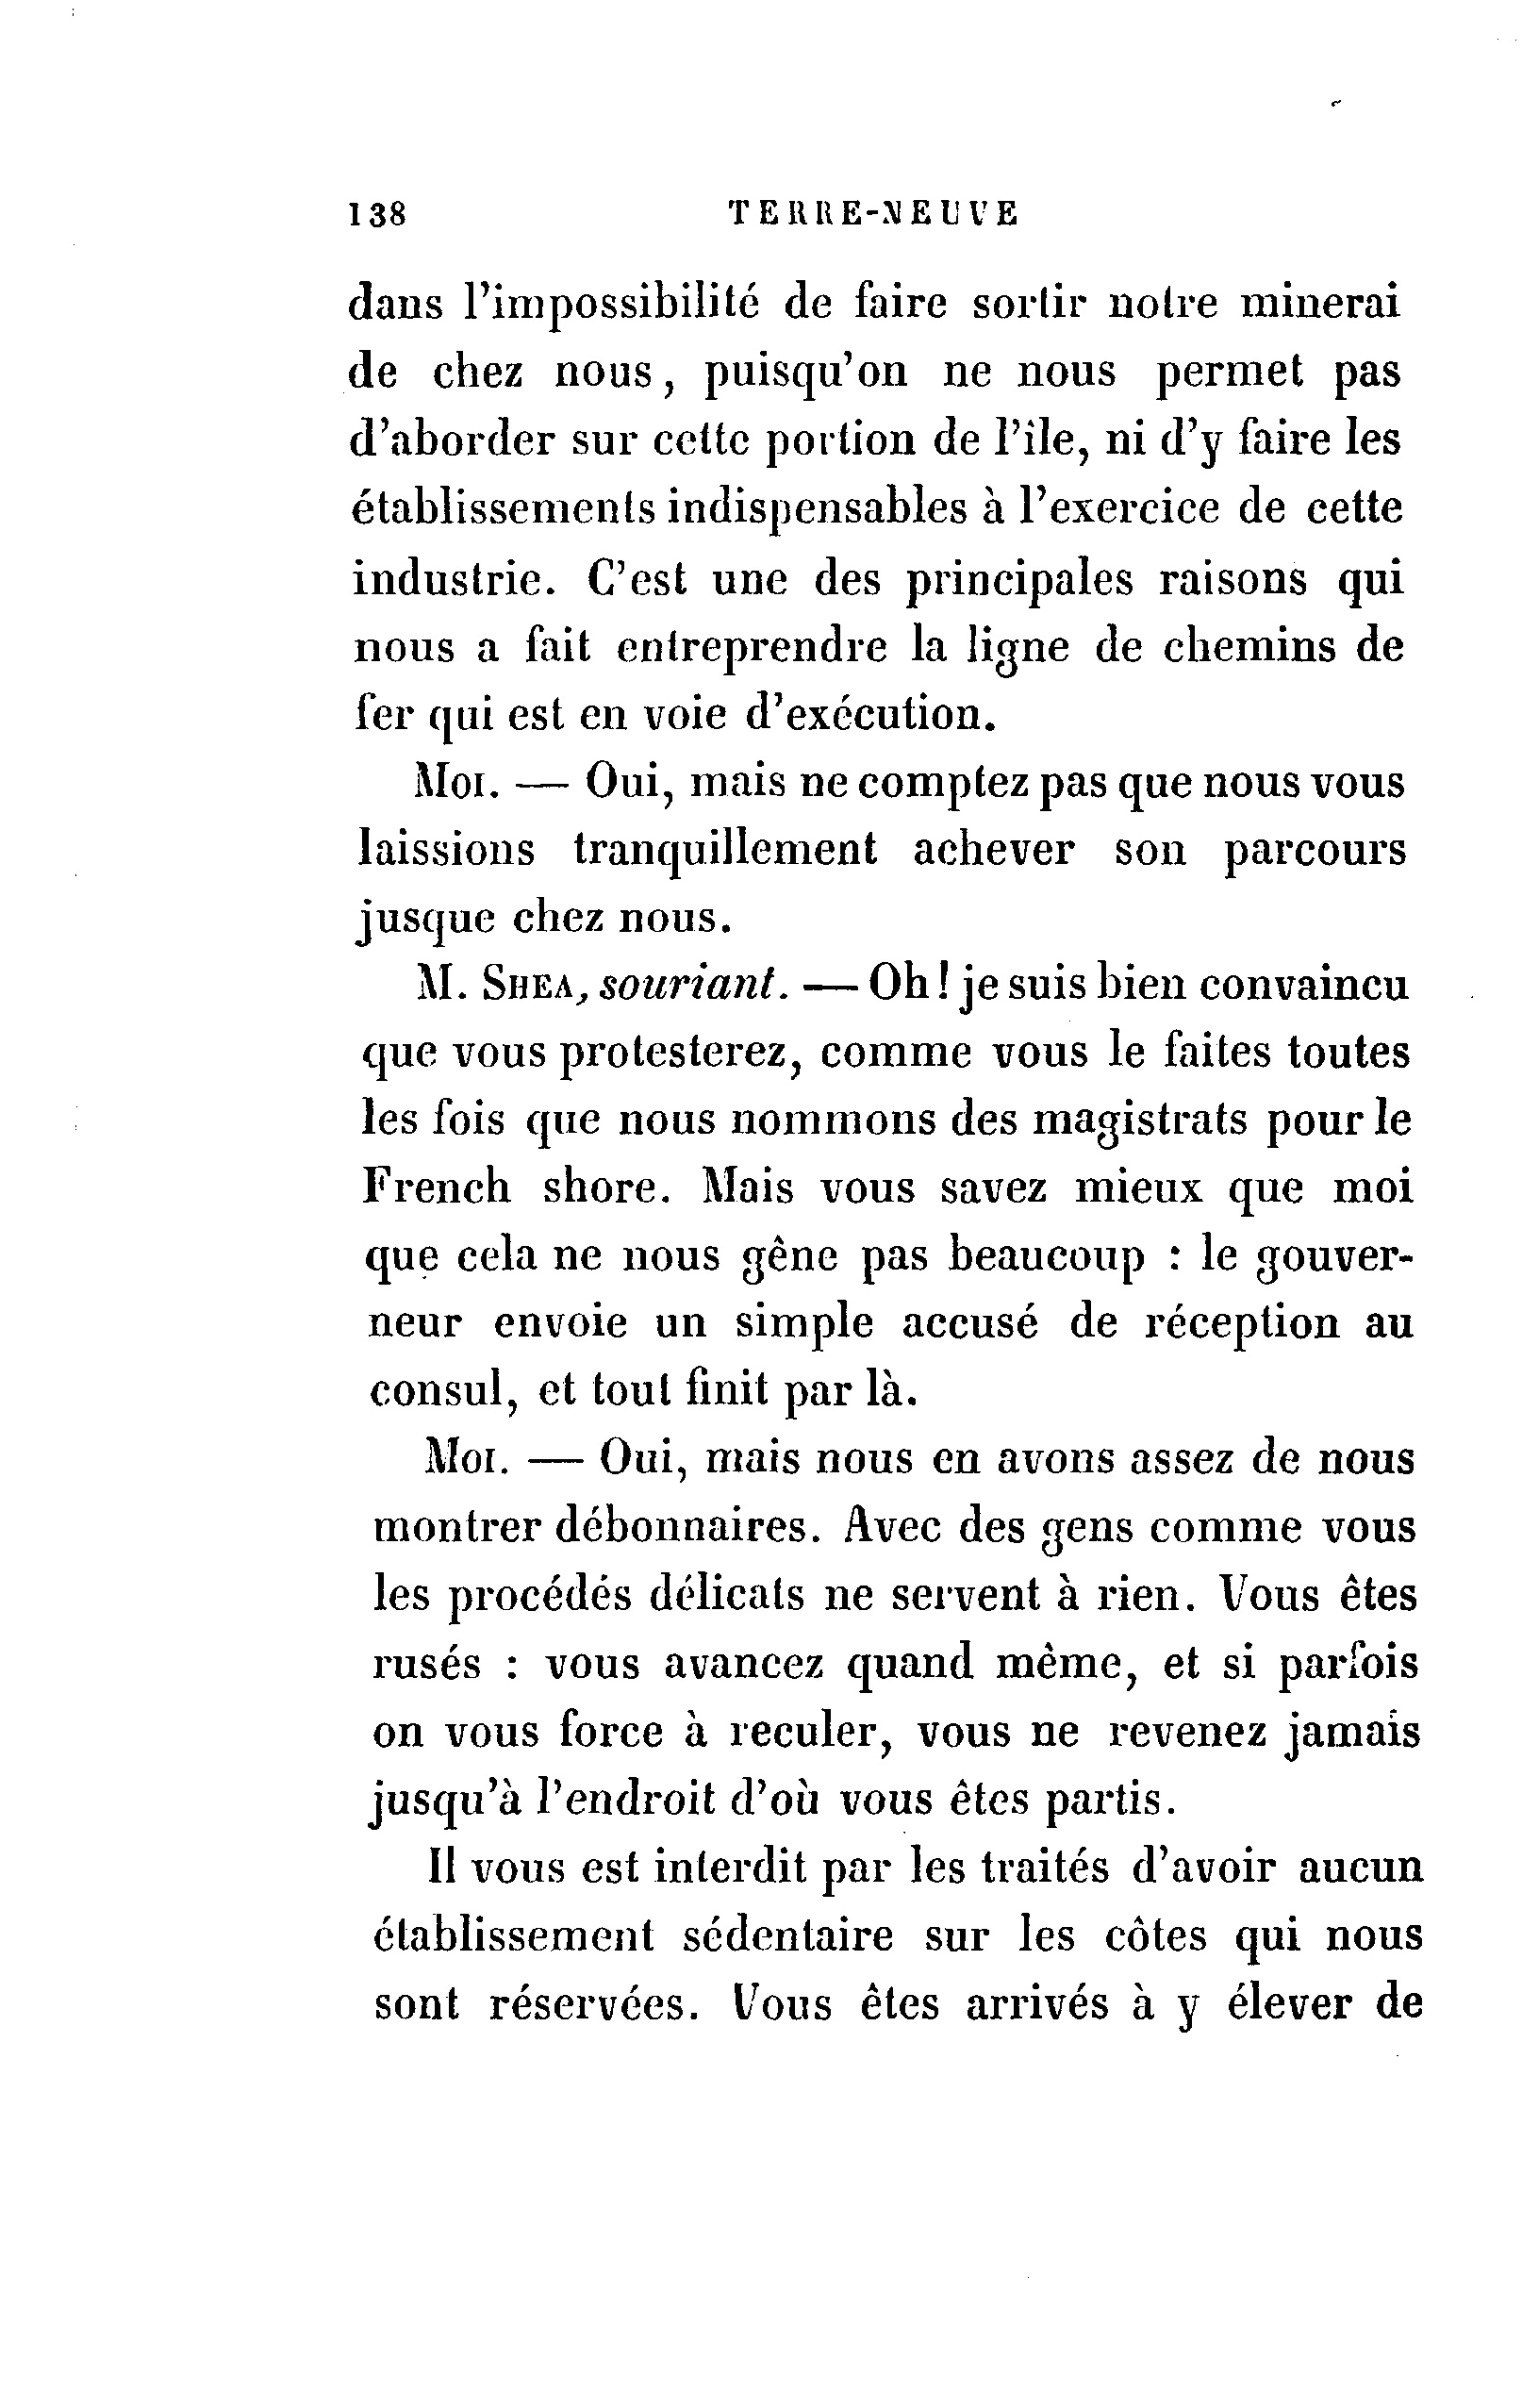 138 TERRE-NEUVE
dans l'impossibilité de faire sortir notre minerai
de chez nous, puisqu'on ne nous permet pas
d'aborder sur cette portion de l'île, ni d'y faire les
établissements indispensables à l'exercice de cette
industrie. C'est une des principales raisons qui
nous a fait entreprendre la ligne de chemins de
fer qui est en voie d'exécution.
MOI. — Oui, mais ne comptez pas que nous vous
laissions tranquillement achever son parcours
jusque chez nous.
M. SHEA, souriant. — Oh! je suis bien convaincu
que vous protesterez, comme vous le faites toutes
les fois que nous nommons des magistrats pour le
French shore. Mais vous savez mieux que moi
que cela ne nous gêne pas beaucoup : le gouver-
neur envoie un simple accusé de réception au
consul, et tout finit par là.
MOI. — Oui, mais nous en avons assez de nous
montrer débonnaires. Avec des gens comme vous
les procédés délicats ne servent à rien. Vous êtes
rusés : vous avancez quand même, et si parfois
on vous force à reculer, vous ne revenez jamais
jusqu'à l'endroit d'où vous êtes partis.
Il vous est interdit par les traités d'avoir aucun
établissement sédentaire sur les côtes qui nous
sont réservées. Vous êtes arrivés à y élever de